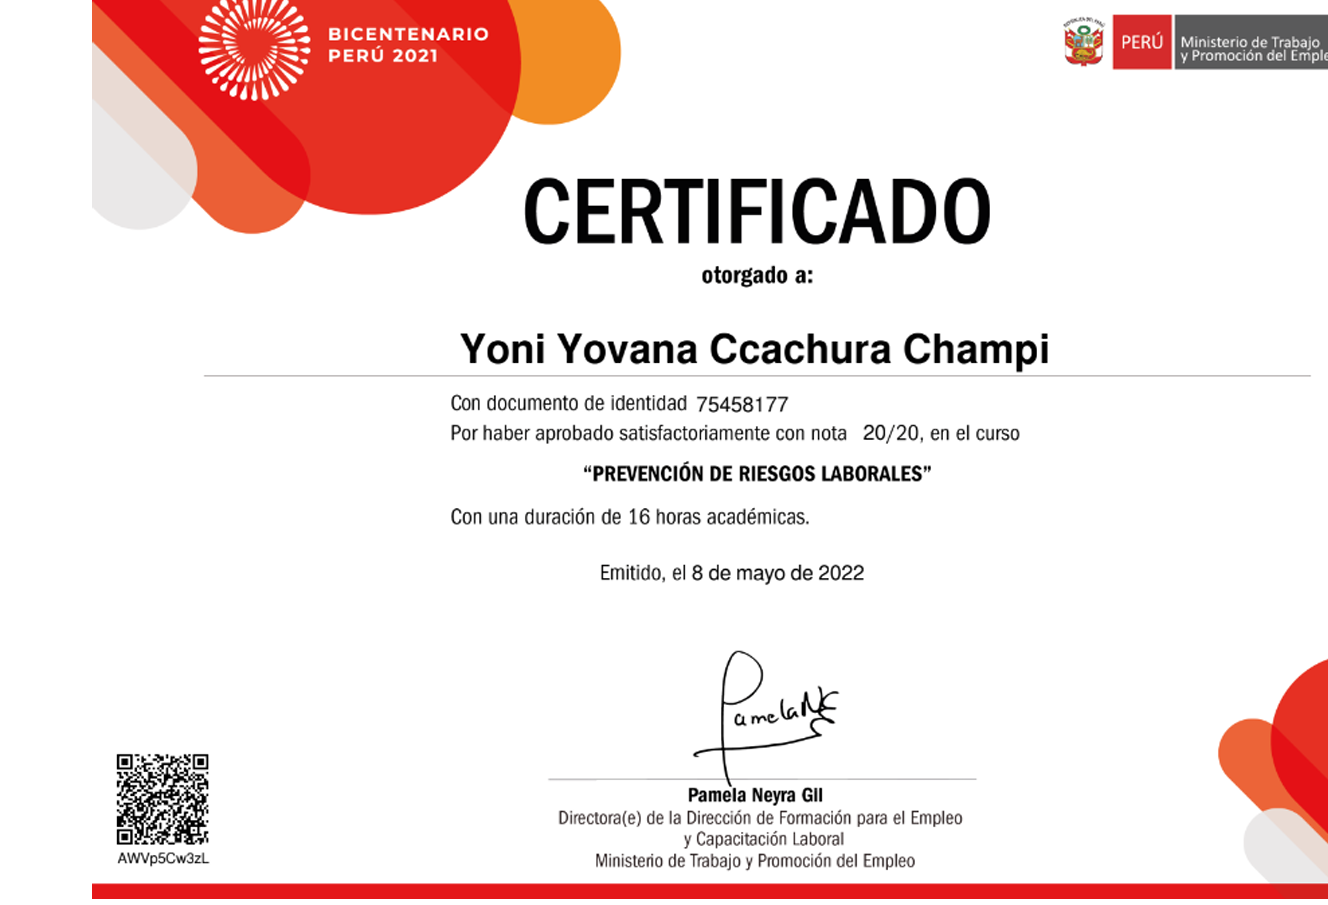 BICENTENARIO
PERÚ 2021
PERÚ
Ministerio de Trabajo
y Promoción del Emple
CERTIFICADO
otorgado a:
Yoni Yovana Ccachura Champi
Con documento de identidad 75458177
Por haber aprobado satisfactoriamente con nota 20/20, en el curso
“PREVENCIÓN DE RIESGOS LABORALES”
Con una duración de 16 horas académicas.
Emitido, el 8 de mayo de 2022
PamelaNG
Pamela Neyra GIl
Directora(e) de la Dirección de Formación para el Empleo
y Capacitación Laboral
Ministerio de Trabajo y Promoción del Empleo
AWVp5Cw3zL